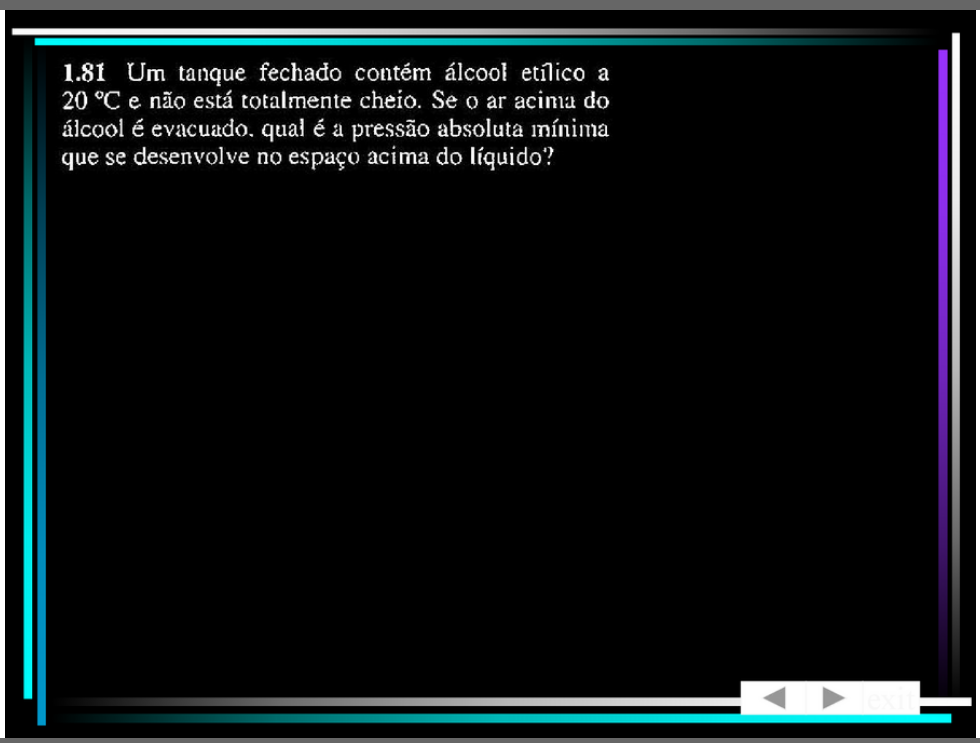 1.81 Um tanque fechado contém álcool etílico a
20 ºC e não está totalmente cheio. Se o ar acima do
álcool é evacuado, qual é a pressão absoluta mínima
que se desenvolve no espaço acima do líquido?
exit